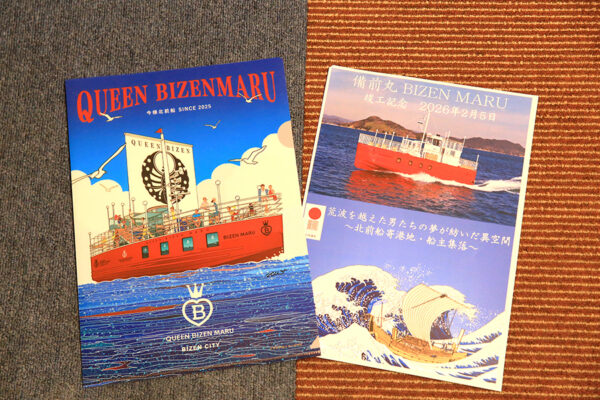 QUEEN BIZENMARU
今様北前船 SINCE 2025
QUEEN BIZEN
BIZEN MARU
B
QUEEN BIZEN MARU
BIZEN CITY
備前丸 BIZEN MARU
竣工記念 2026年2月5日
荒波を越えた男たちの夢が紡いだ異空間
～北前船寄港地・船主集落～